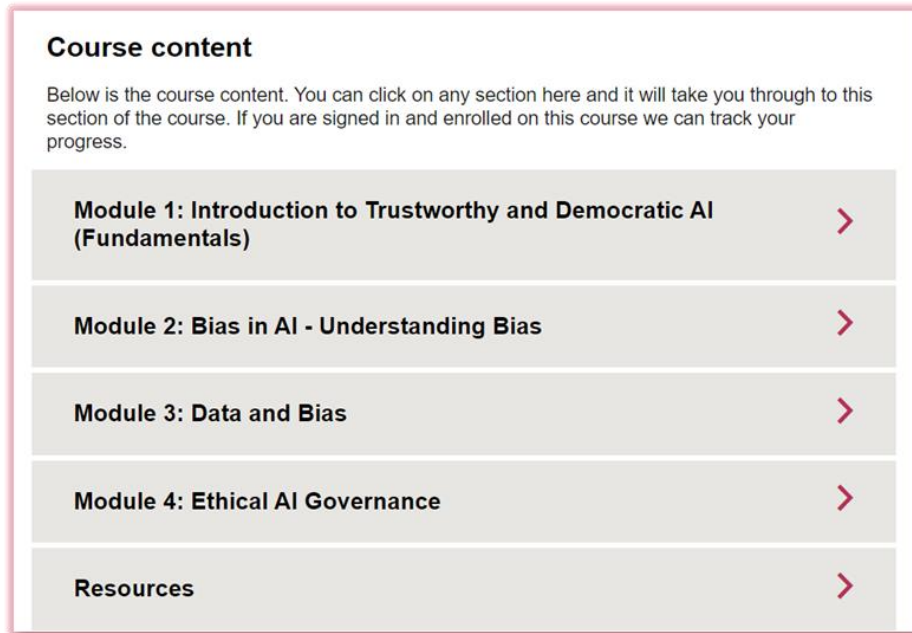 Course content
Below is the course content. You can click on any section here and it will take you through to this
section of the course. If you are signed in and enrolled on this course we can track your
progress.
Module 1: Introduction to Trustworthy and Democratic AI
(Fundamentals)
Module 2: Bias in AI - Understanding Bias
Module 3: Data and Bias
Module 4: Ethical AI Governance
Resources